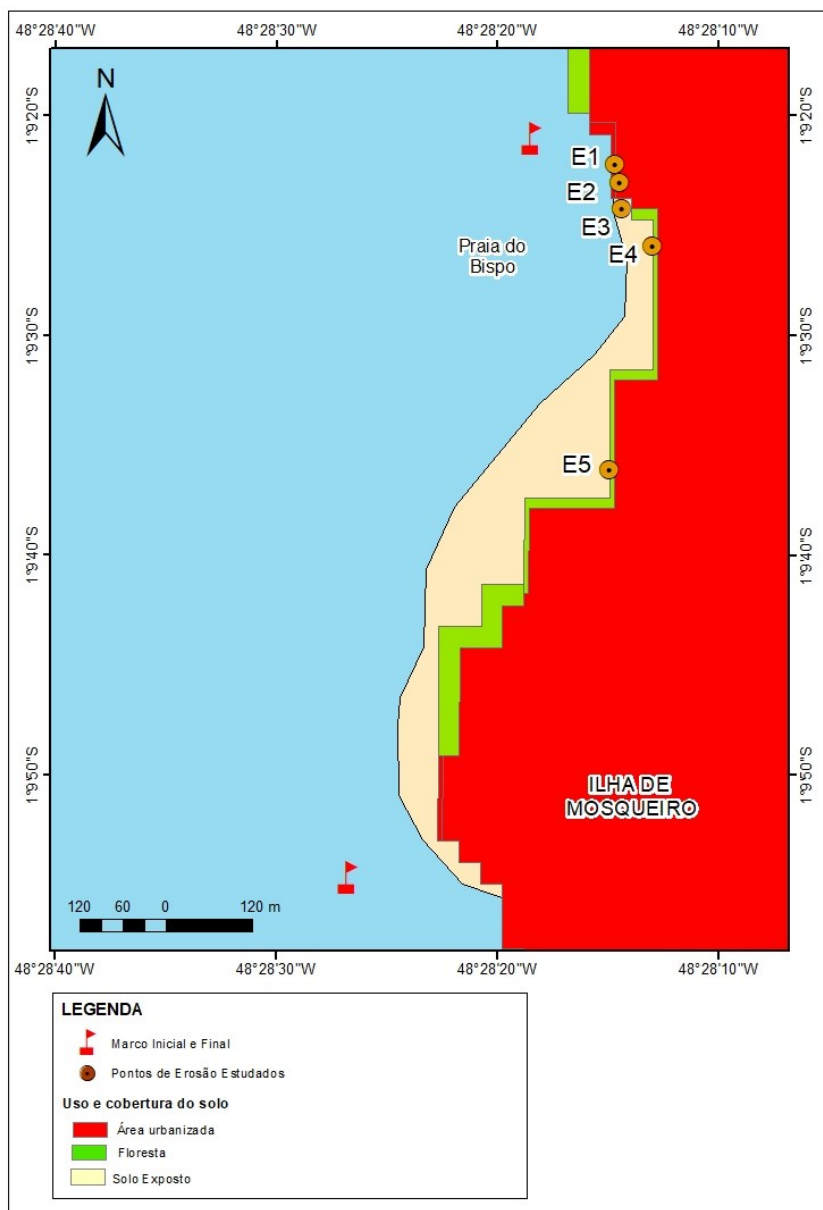 48°28'40"W 48°28'30"W 48°28'20"W 48°28'10"W
N
1°9'20"S 1°9'20"S
E1
E2
E3
E4
Praia do
Bispo
1°9'30"S 1°9'30"S
E5
1°9'40"S 1°9'40"S
1°9'50"S 1°9'50"S
ILHA DE
MOSQUEIRO
120 60 0 120 m
48°28'40"W 48°28'30"W 48°28'20"W 48°28'10"W
LEGENDA
Marco Inicial e Final
Pontos de Erosão Estudados
Uso e cobertura do solo
Área urbanizada
Floresta
Solo Exposto